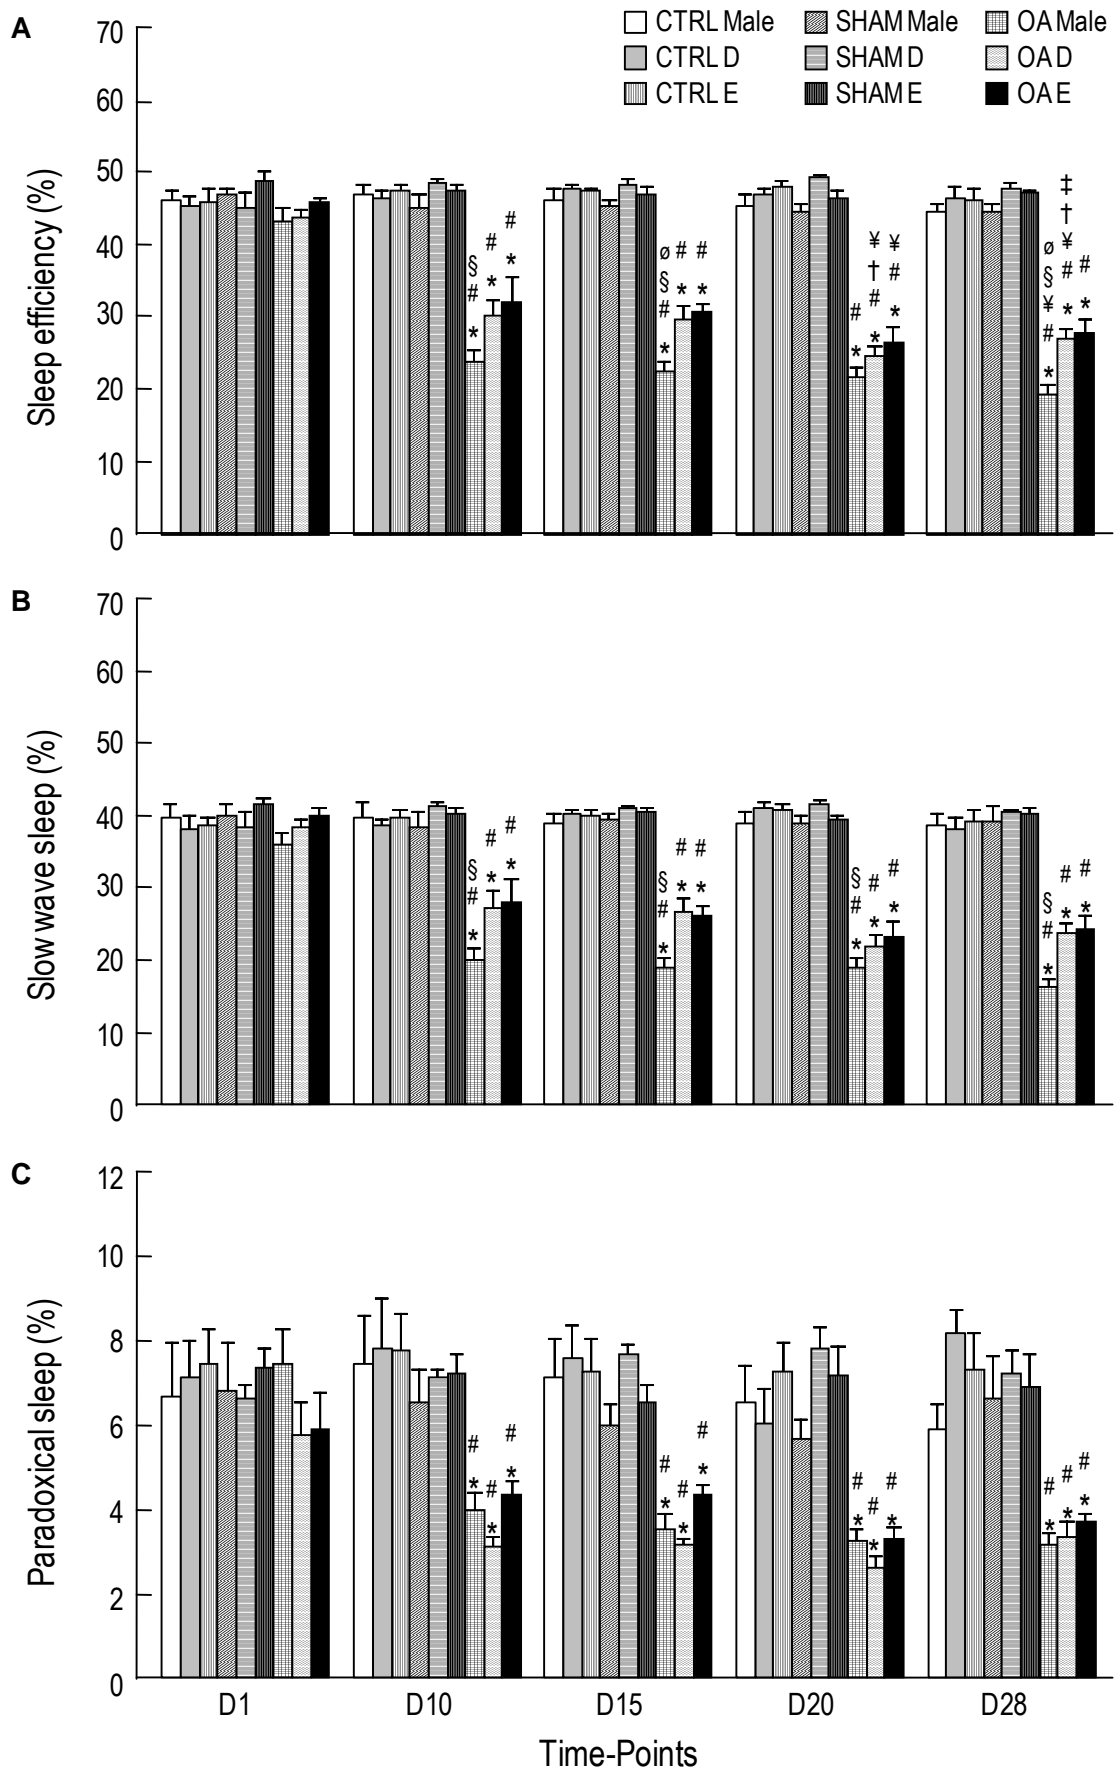 A
CTRL Male SHAM Male OA Male
CTRL D SHAM D OA D
CTRL E SHAM E OA E
Sleep efficiency (%)
70
60
50
40
30
20
10
0
§ # *
# *
# *
ø § # *
# *
# *
# *
¥ † # *
¥ # *
ø § ¥ # *
‡ † ¥ # *
# *
B
Slow wave sleep (%)
70
60
50
40
30
20
10
0
§ # *
# *
# *
§ # *
# *
# *
§ # *
# *
# *
§ # *
# *
# *
C
Paradoxical sleep (%)
12
10
8
6
4
2
0
# *
# *
# *
# *
# *
# *
# *
# *
# *
# *
# *
# *
D1 D10 D15 D20 D28
Time-Points